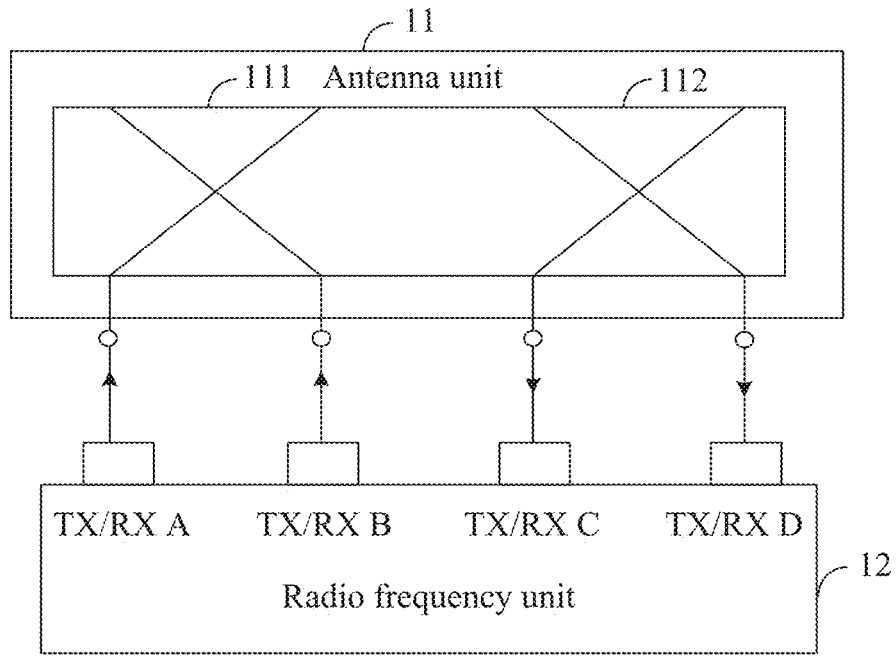 11
111 Antenna unit 112
TX/RX A TX/RX B TX/RX C TX/RX D
12
Radio frequency unit